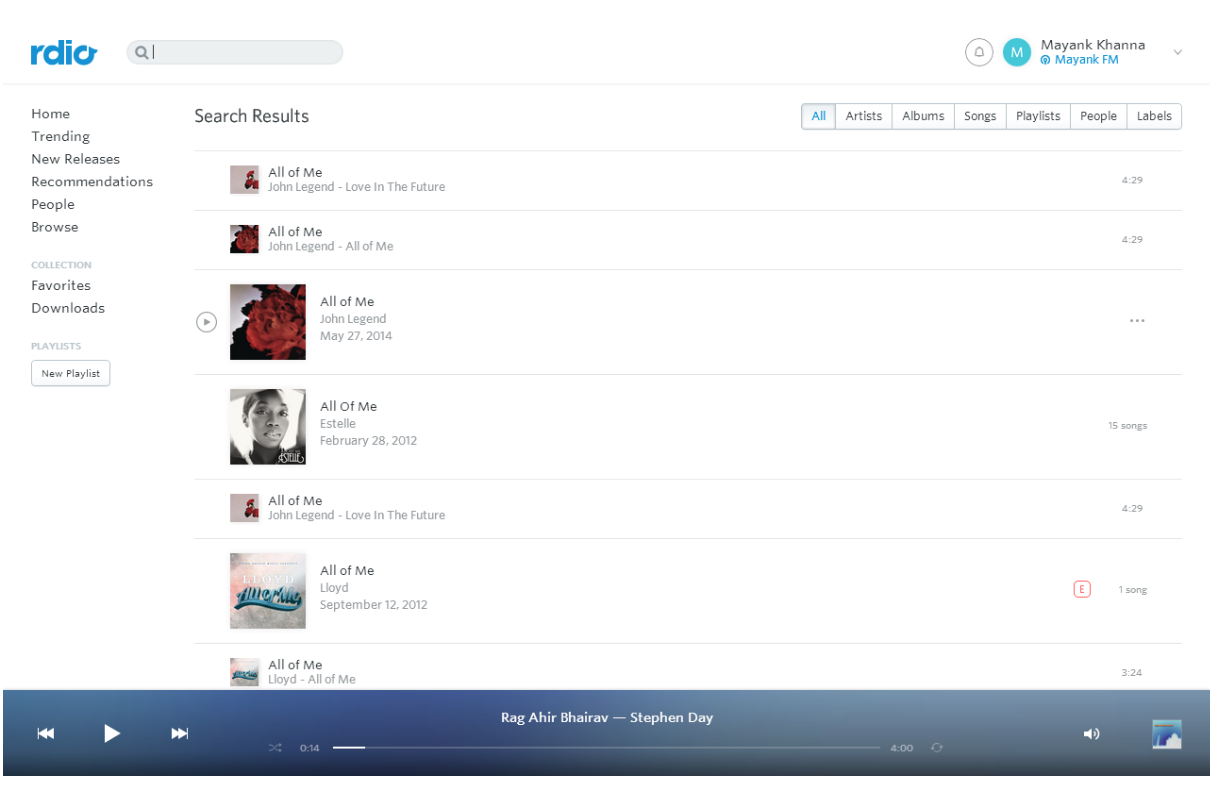 rdio
M
Mayank Khanna
Mayank FM
Home
Trending
New Releases
Recommendations
People
Browse
COLLECTION
Favorites
Downloads
PLAYLISTS
New Playlist
Search Results
All Artists Albums Songs Playlists People Labels
All of Me
John Legend - Love In The Future
4:29
All of Me
John Legend - All of Me
4:29
All of Me
John Legend
May 27, 2014
All Of Me
Estelle
February 28, 2012
15 songs
ESTELLE
All of Me
John Legend - Love In The Future
4:29
LLOYD
All of Me
All of Me
Lloyd
September 12, 2012
E
1 song
All of Me
Lloyd - All of Me
3:24
Rag Ahir Bhairav — Stephen Day
0:14
4:00